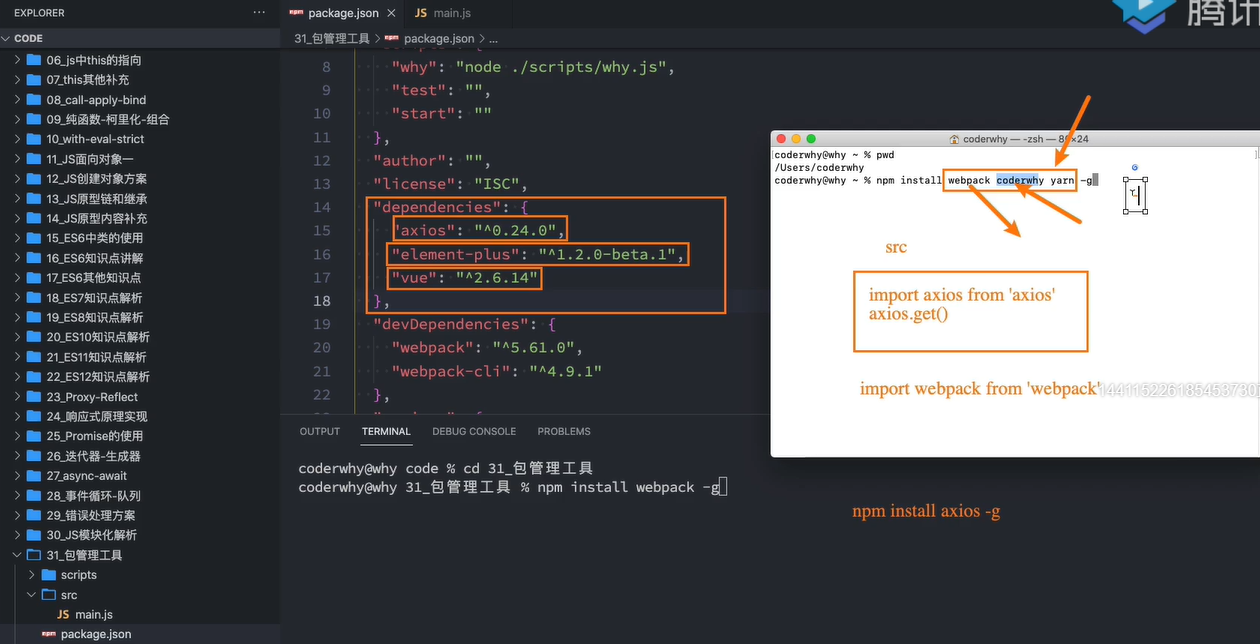 EXPLORER
···
package.json
JS main.js
腾讯
CODE
31_包管理工具 > package.json > ...
06_js中this的指向
07_this其他补充
08_call-apply-bind
09_纯函数-柯里化-组合
10_with-eval-strict
11_JS面向对象一
12_JS创建对象方案
13_JS原型链和继承
14_JS原型内容补充
15_ES6中类的使用
16_ES6知识点讲解
17_ES6其他知识点
18_ES7知识点解析
19_ES8知识点解析
20_ES10知识点解析
21_ES11知识点解析
22_ES12知识点解析
23_Proxy-Reflect
24_响应式原理实现
25_Promise的使用
26_迭代器-生成器
27_async-await
28_事件循环-队列
29_错误处理方案
30_JS模块化解析
31_包管理工具
scripts
src
JS main.js
package.json
8 "why": "node ./scripts/why.js",
9 "test": "",
10 "start": ""
11 },
12 "author": "",
13 "license": "ISC",
14 "dependencies": {
15 "axios": "^0.24.0",
16 "element-plus": "^1.2.0-beta.1",
17 "vue": "^2.6.14"
18 },
19 "devDependencies": {
20 "webpack": "^5.61.0",
21 "webpack-cli": "^4.9.1"
22 },
OUTPUT TERMINAL DEBUG CONSOLE PROBLEMS
coderwhy@why code % cd 31_包管理工具
coderwhy@why 31_包管理工具 % npm install webpack -g
coderwhy — -zsh — 80×24
coderwhy@why ~ % pwd
/Users/coderwhy
coderwhy@why ~ % npm install webpack coderwhy yarn -g
src
import axios from 'axios'
axios.get()
import webpack from 'webpack'
144115226185453730
npm install axios -g